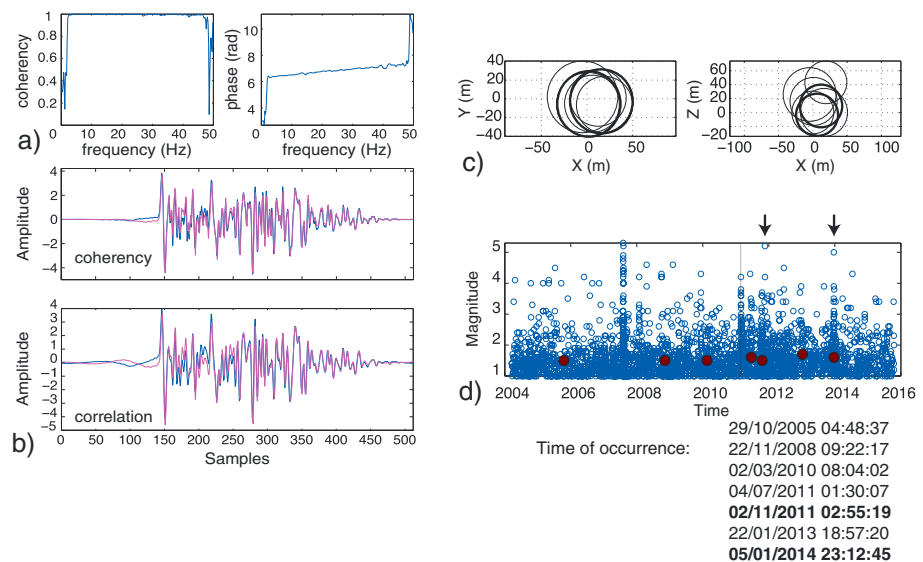 coherency
1
0.8
0.6
0.4
0.2
0 10 20 30 40 50
frequency (Hz)
phase (rad)
10
8
6
4
0 10 20 30 40 50
frequency (Hz)
a)
Amplitude
4
2
0
−2
−4
coherency
Amplitude
4
3
2
1
0
−1
−2
−3
−4
−5
correlation
0 50 100 150 200 250 300 350 400 450 500
Samples
b)
Y (m)
40
20
0
−20
−40
−50 0 50
X (m)
Z (m)
60
40
20
0
−20
−100 −50 0 50 100
X (m)
c)
Magnitude
5
4
3
2
1
2004 2006 2008 2010 2012 2014 2016
Time
d)
Time of occurrence:
29/10/2005 04:48:37
22/11/2008 09:22:17
02/03/2010 08:04:02
04/07/2011 01:30:07
02/11/2011 02:55:19
22/01/2013 18:57:20
05/01/2014 23:12:45